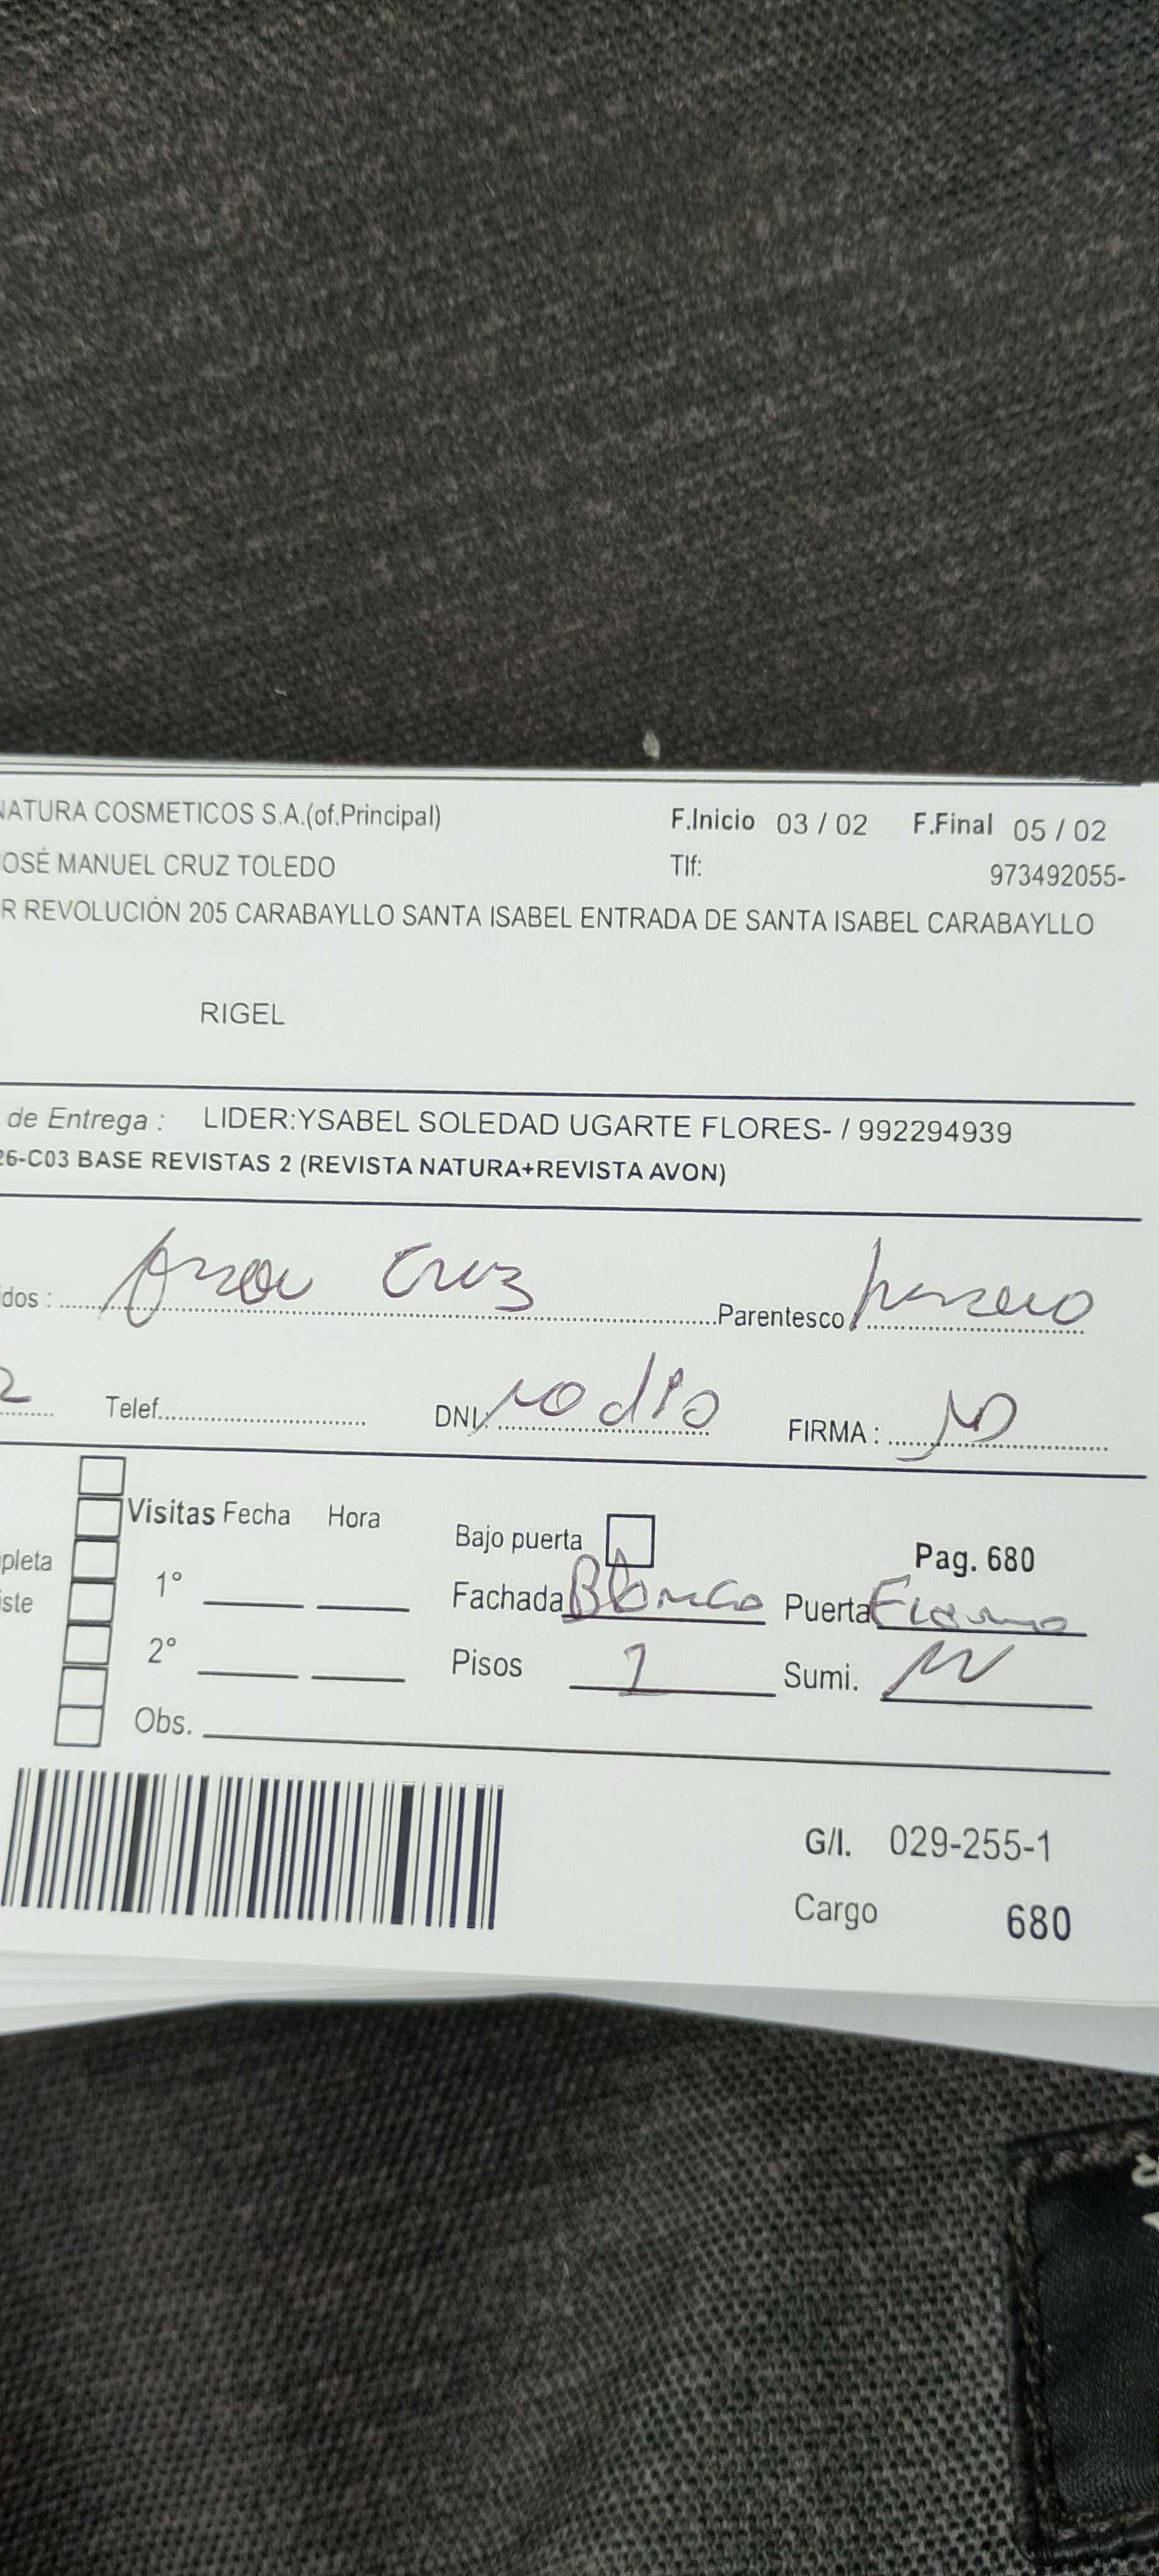 NATURA COSMETICOS S.A.(of.Principal) F.Inicio 03 / 02 F.Final 05 / 02
OSÉ MANUEL CRUZ TOLEDO Tlf: 973492055-
R REVOLUCIÓN 205 CARABAYLLO SANTA ISABEL ENTRADA DE SANTA ISABEL CARABAYLLO
RIGEL
de Entrega : LIDER:YSABEL SOLEDAD UGARTE FLORES- / 992294939
26-C03 BASE REVISTAS 2 (REVISTA NATURA+REVISTA AVON)
idos : Cruz Parentesco :
2 Telef. DNI: no dio FIRMA :
Visitas Fecha Hora Bajo puerta Pag. 680
pleta 1° Fachada Blanco Puerta
iste
2° Pisos 1 Sumi.
Obs.
G/I. 029-255-1
Cargo 680